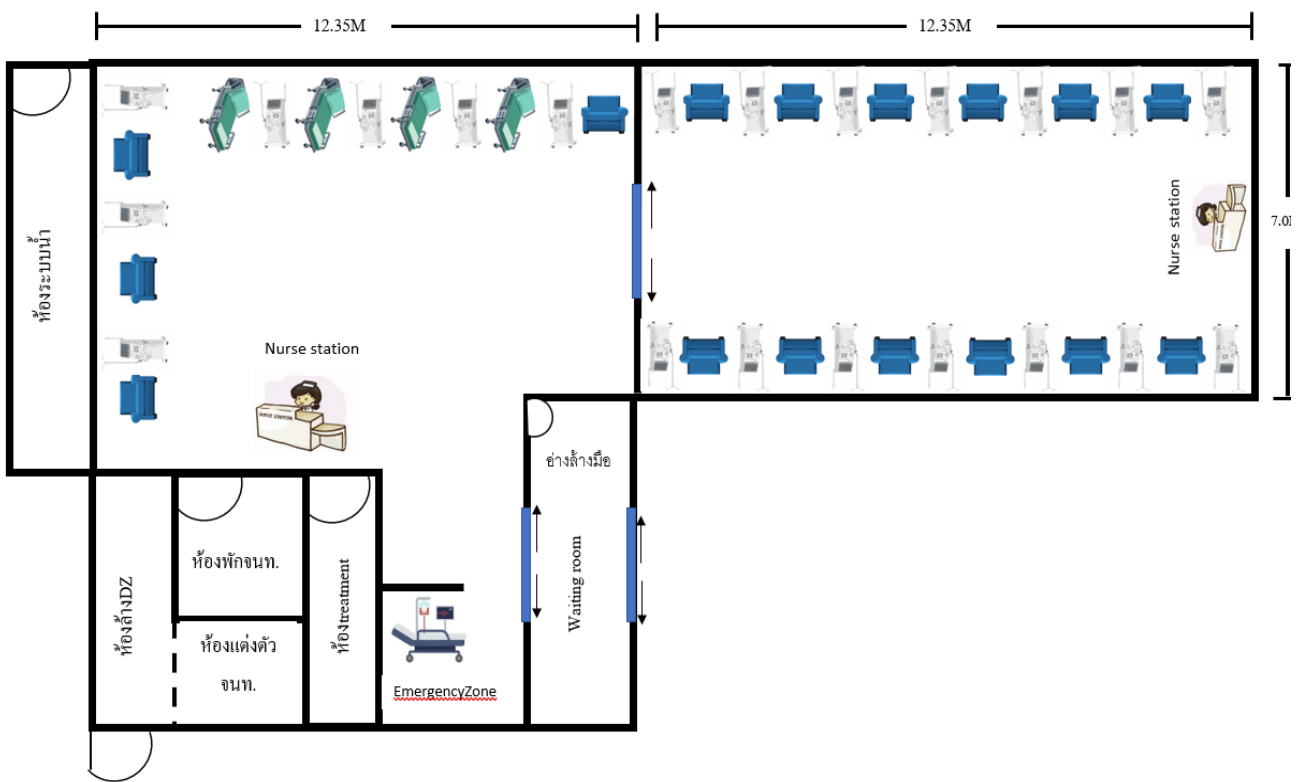 12.35M
12.35M
7.0
ห้องระบบน้ำ
Nurse station
NURSE STATION
Nurse station
อ่างล้างมือ
Waiting room
ห้องล้างDZ
ห้องพักจนท.
ห้องแต่งตัว
จนท.
ห้องtreatment
EmergencyZone